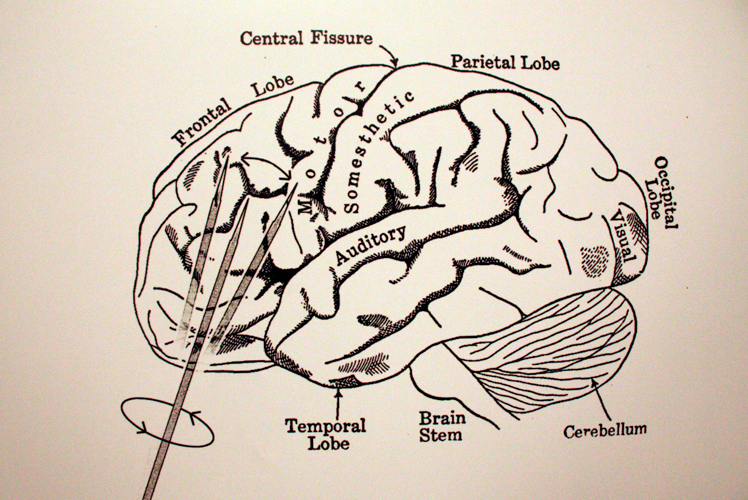 Central Fissure
Parietal Lobe
Frontal Lobe
Motor
Somesthetic
Occipital
Lobe
Visual
Auditory
Temporal
Lobe
Brain
Stem
Cerebellum